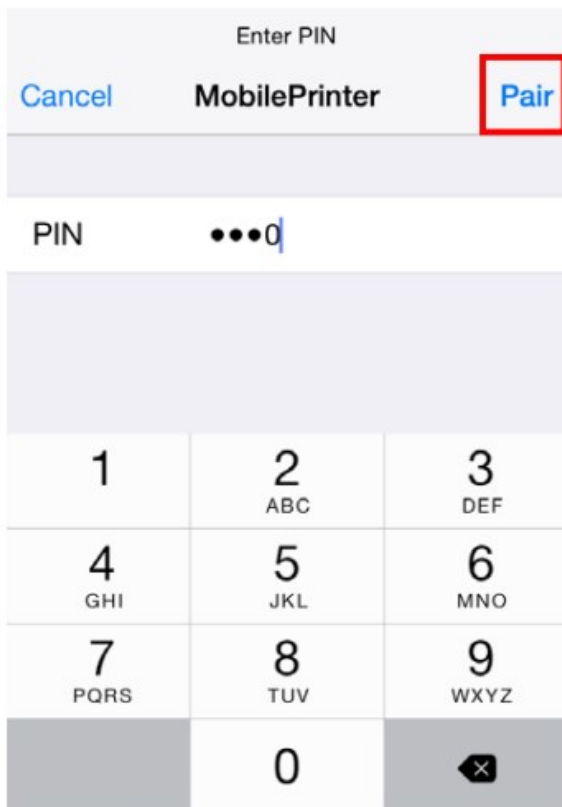 Enter PIN
Cancel MobilePrinter Pair
PIN •••0
1 2 3
ABC DEF
4 5 6
GHI JKL MNO
7 8 9
PQRS TUV WXYZ
0